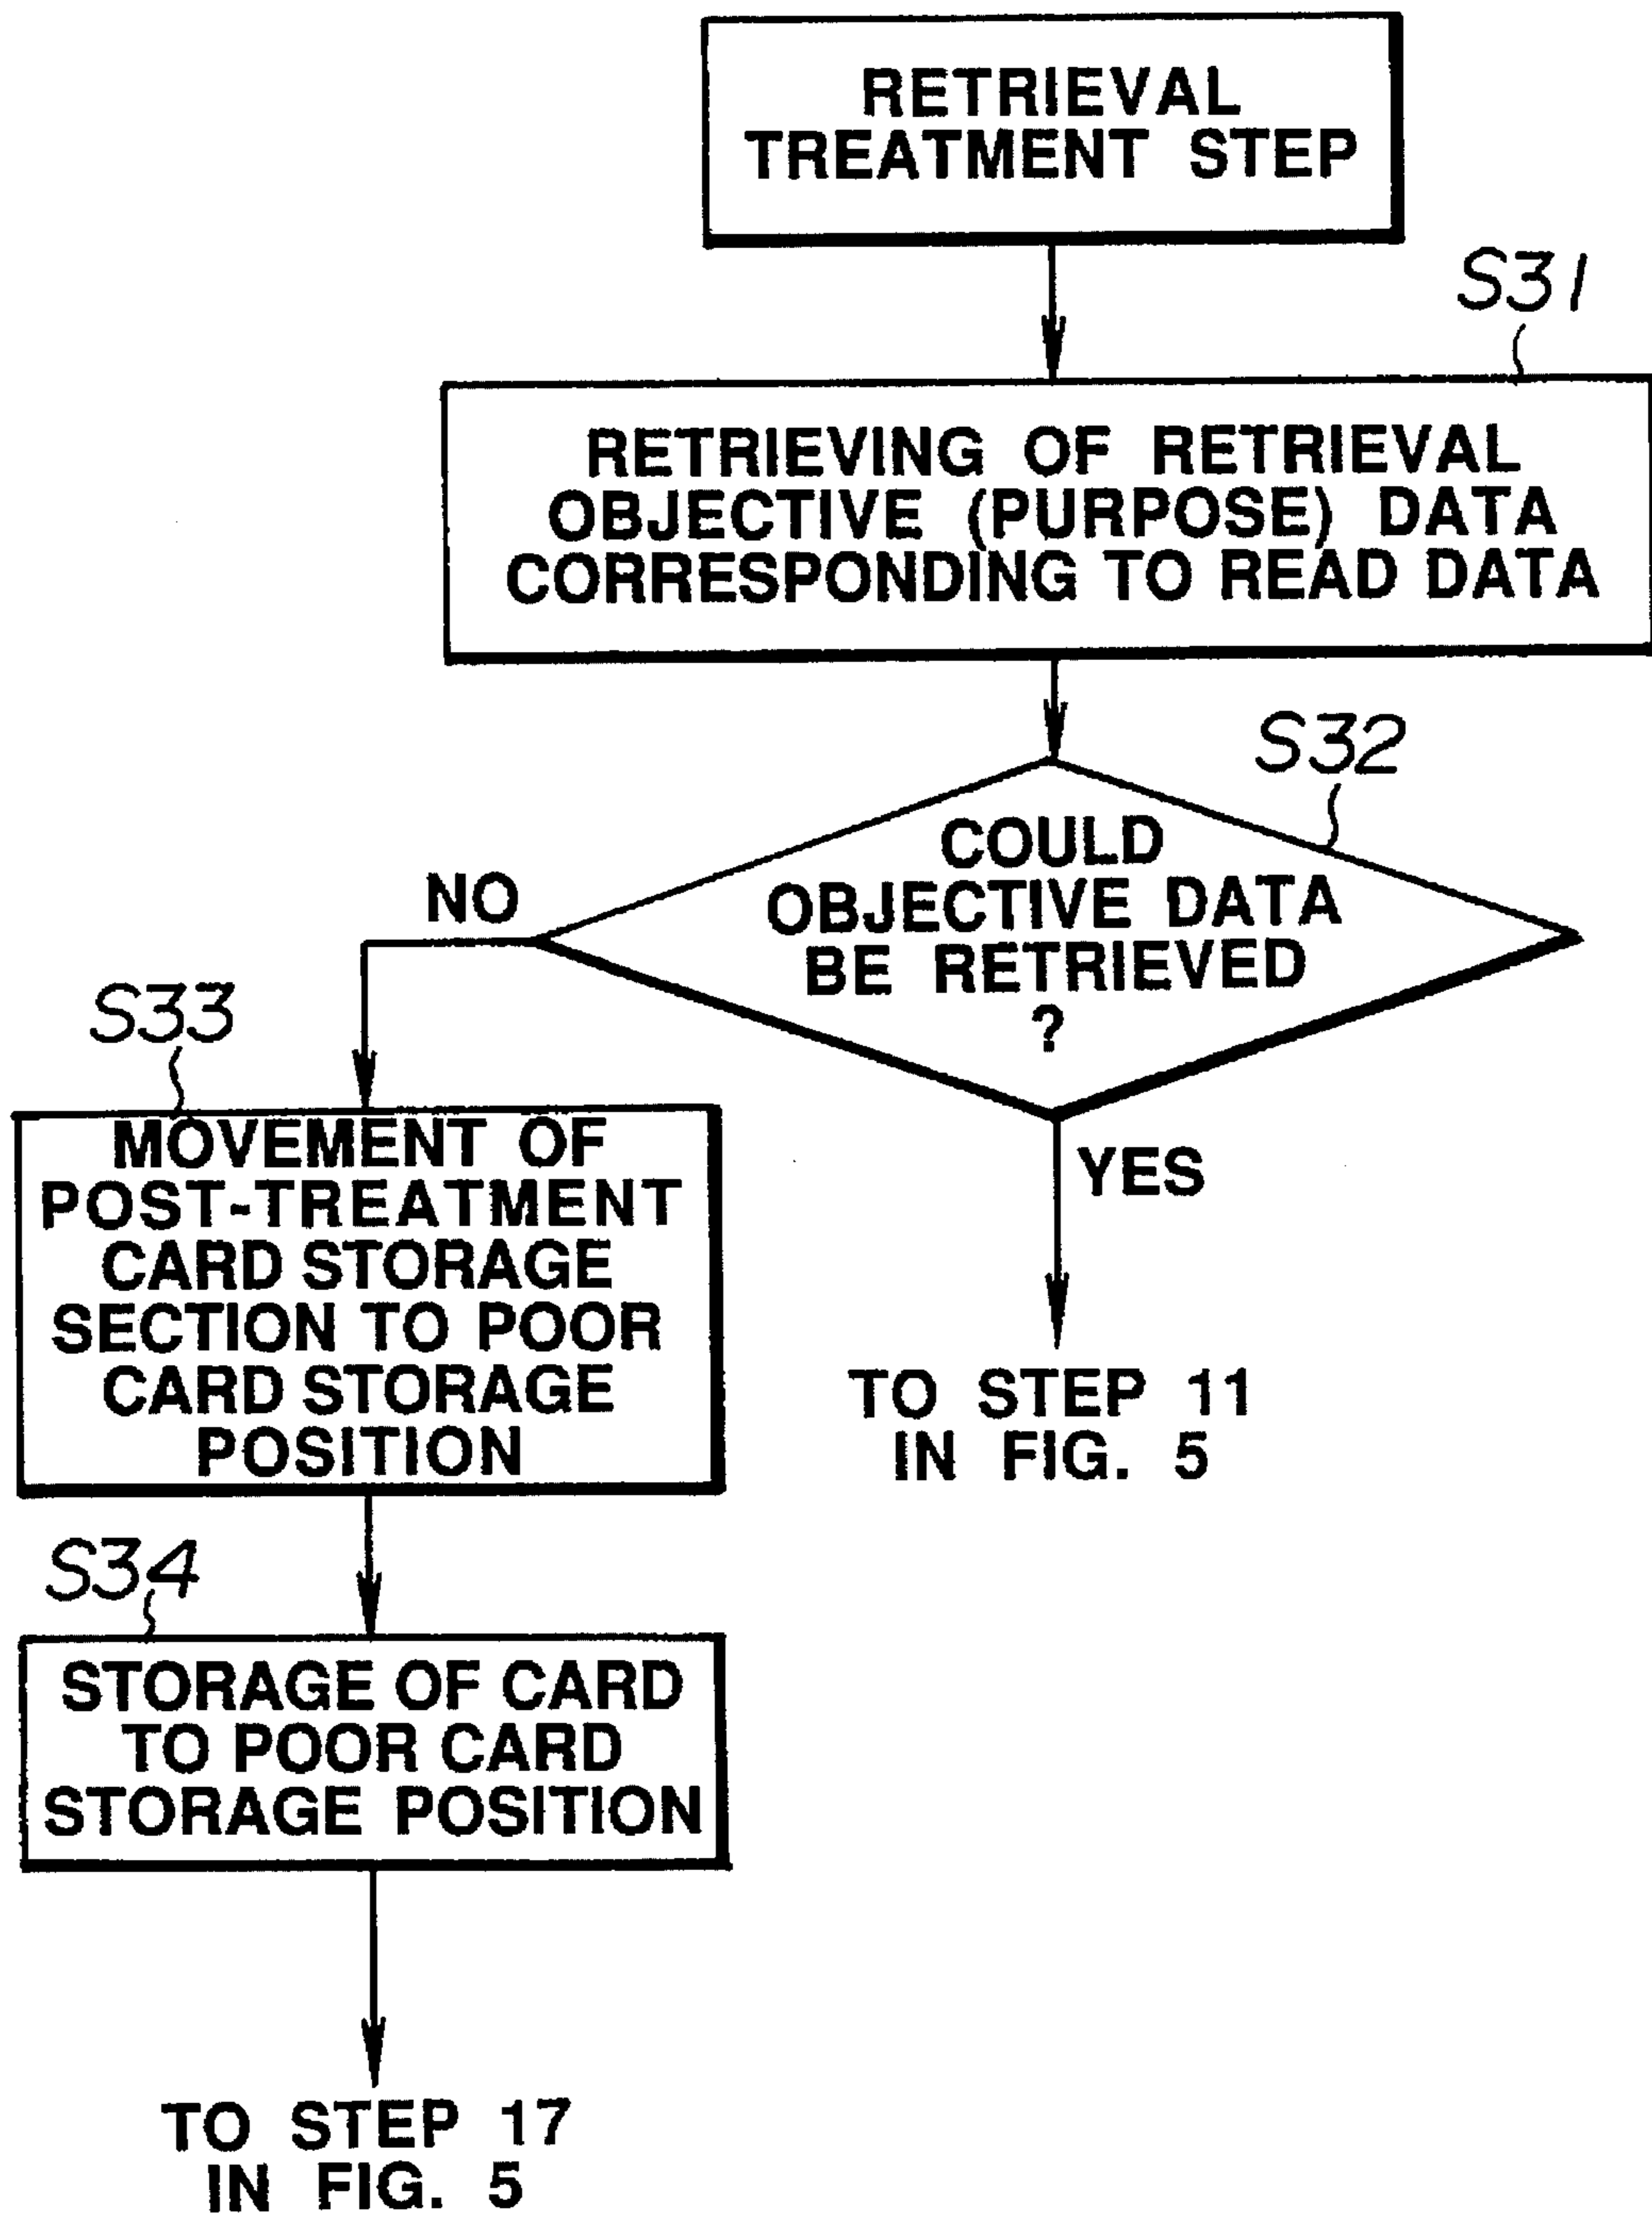 RETRIEVAL
TREATMENT STEP
S31
RETRIEVING OF RETRIEVAL
OBJECTIVE (PURPOSE) DATA
CORRESPONDING TO READ DATA
S32
COULD
OBJECTIVE DATA
BE RETRIEVED
?
NO
YES
S33
MOVEMENT OF
POST-TREATMENT
CARD STORAGE
SECTION TO POOR
CARD STORAGE
POSITION
TO STEP 11
IN FIG. 5
S34
STORAGE OF CARD
TO POOR CARD
STORAGE POSITION
TO STEP 17
IN FIG. 5